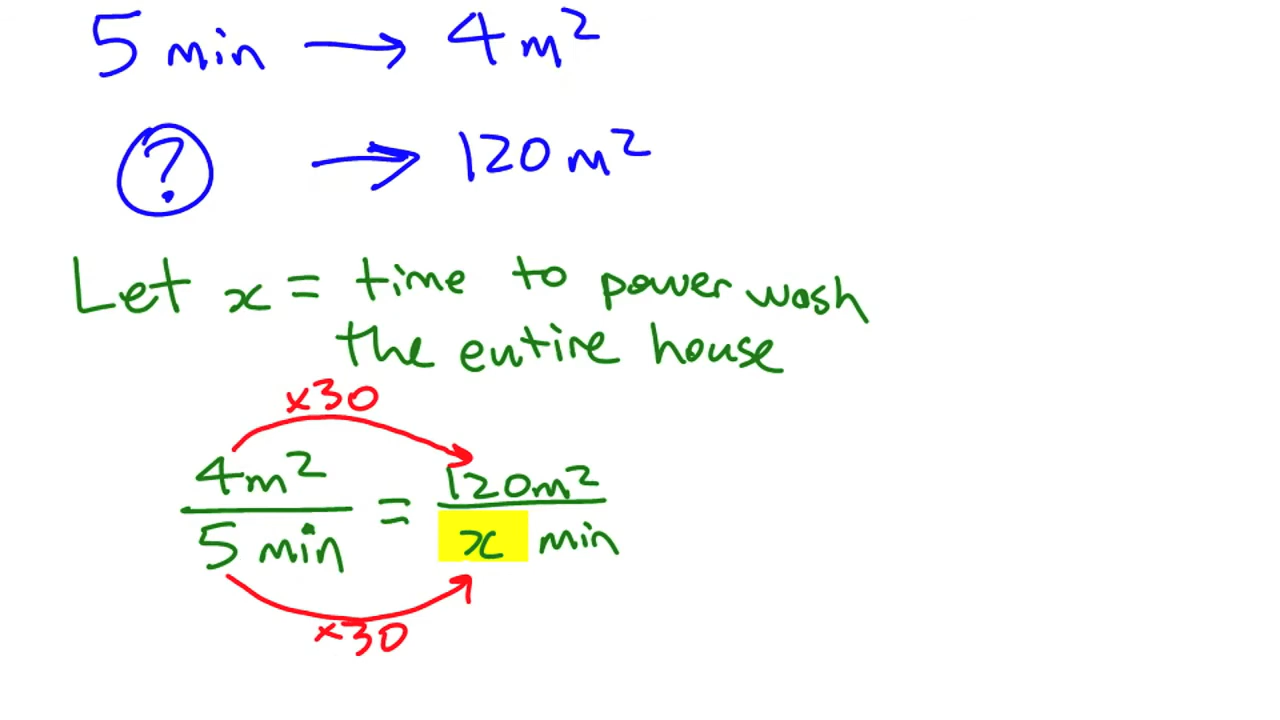 5 min → 4 m²
? → 120 m²
Let x = time to power wash
the entire house
×30
4m² = 120m²
5 min x min
×30